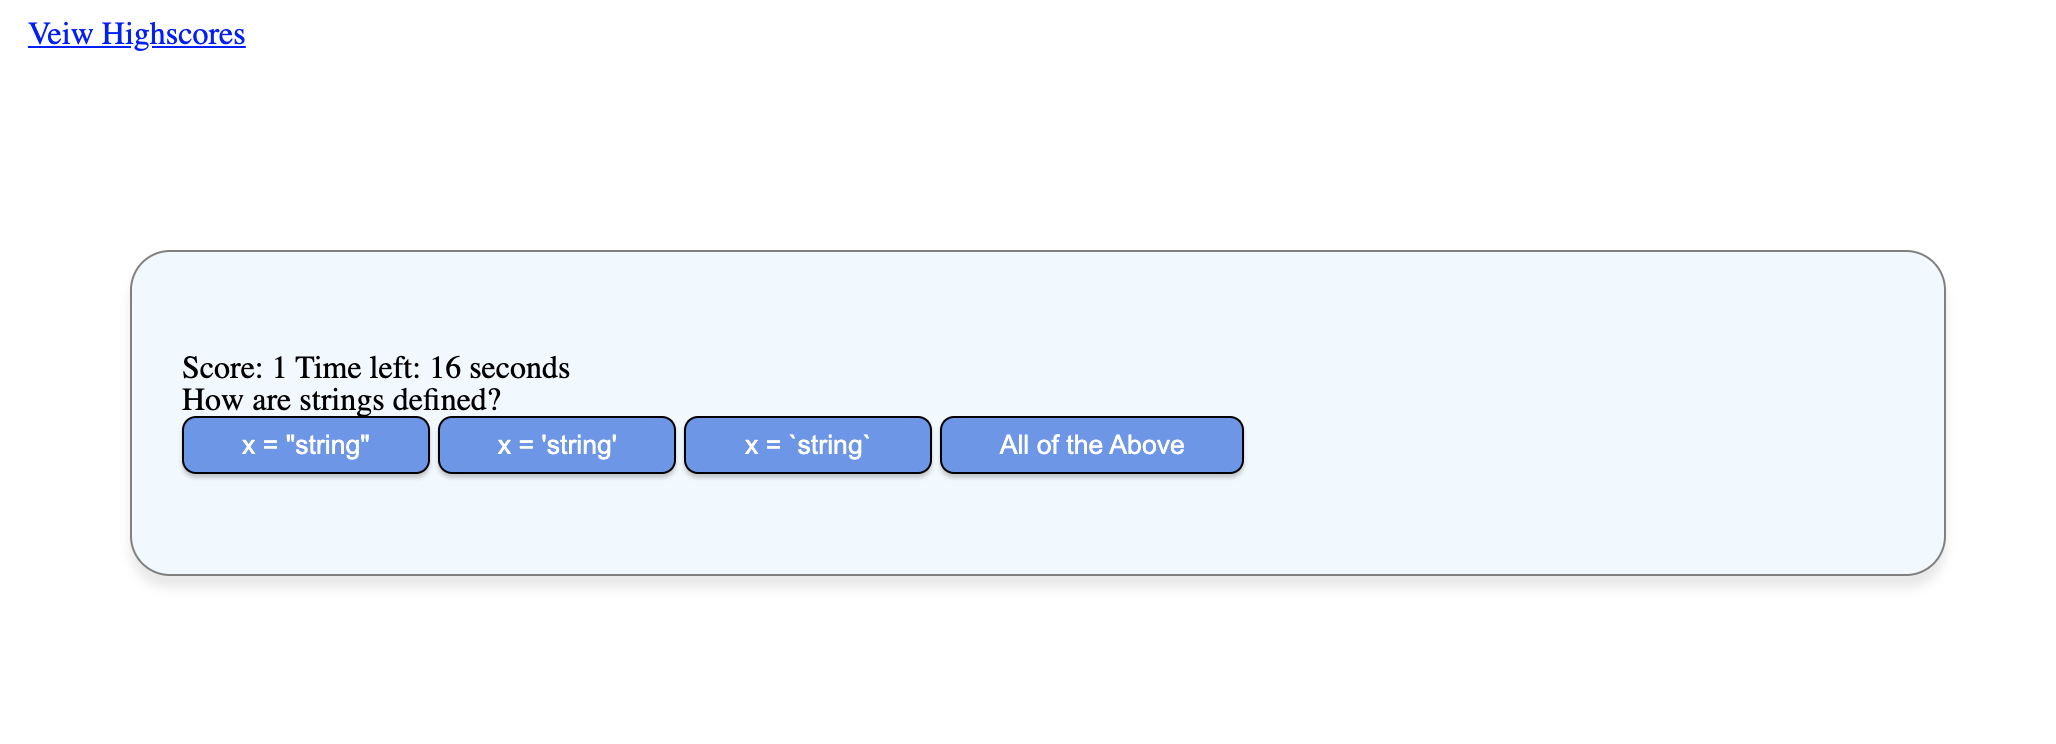 Veiw Highscores
Score: 1 Time left: 16 seconds
How are strings defined?
x = "string" x = 'string' x = `string` All of the Above